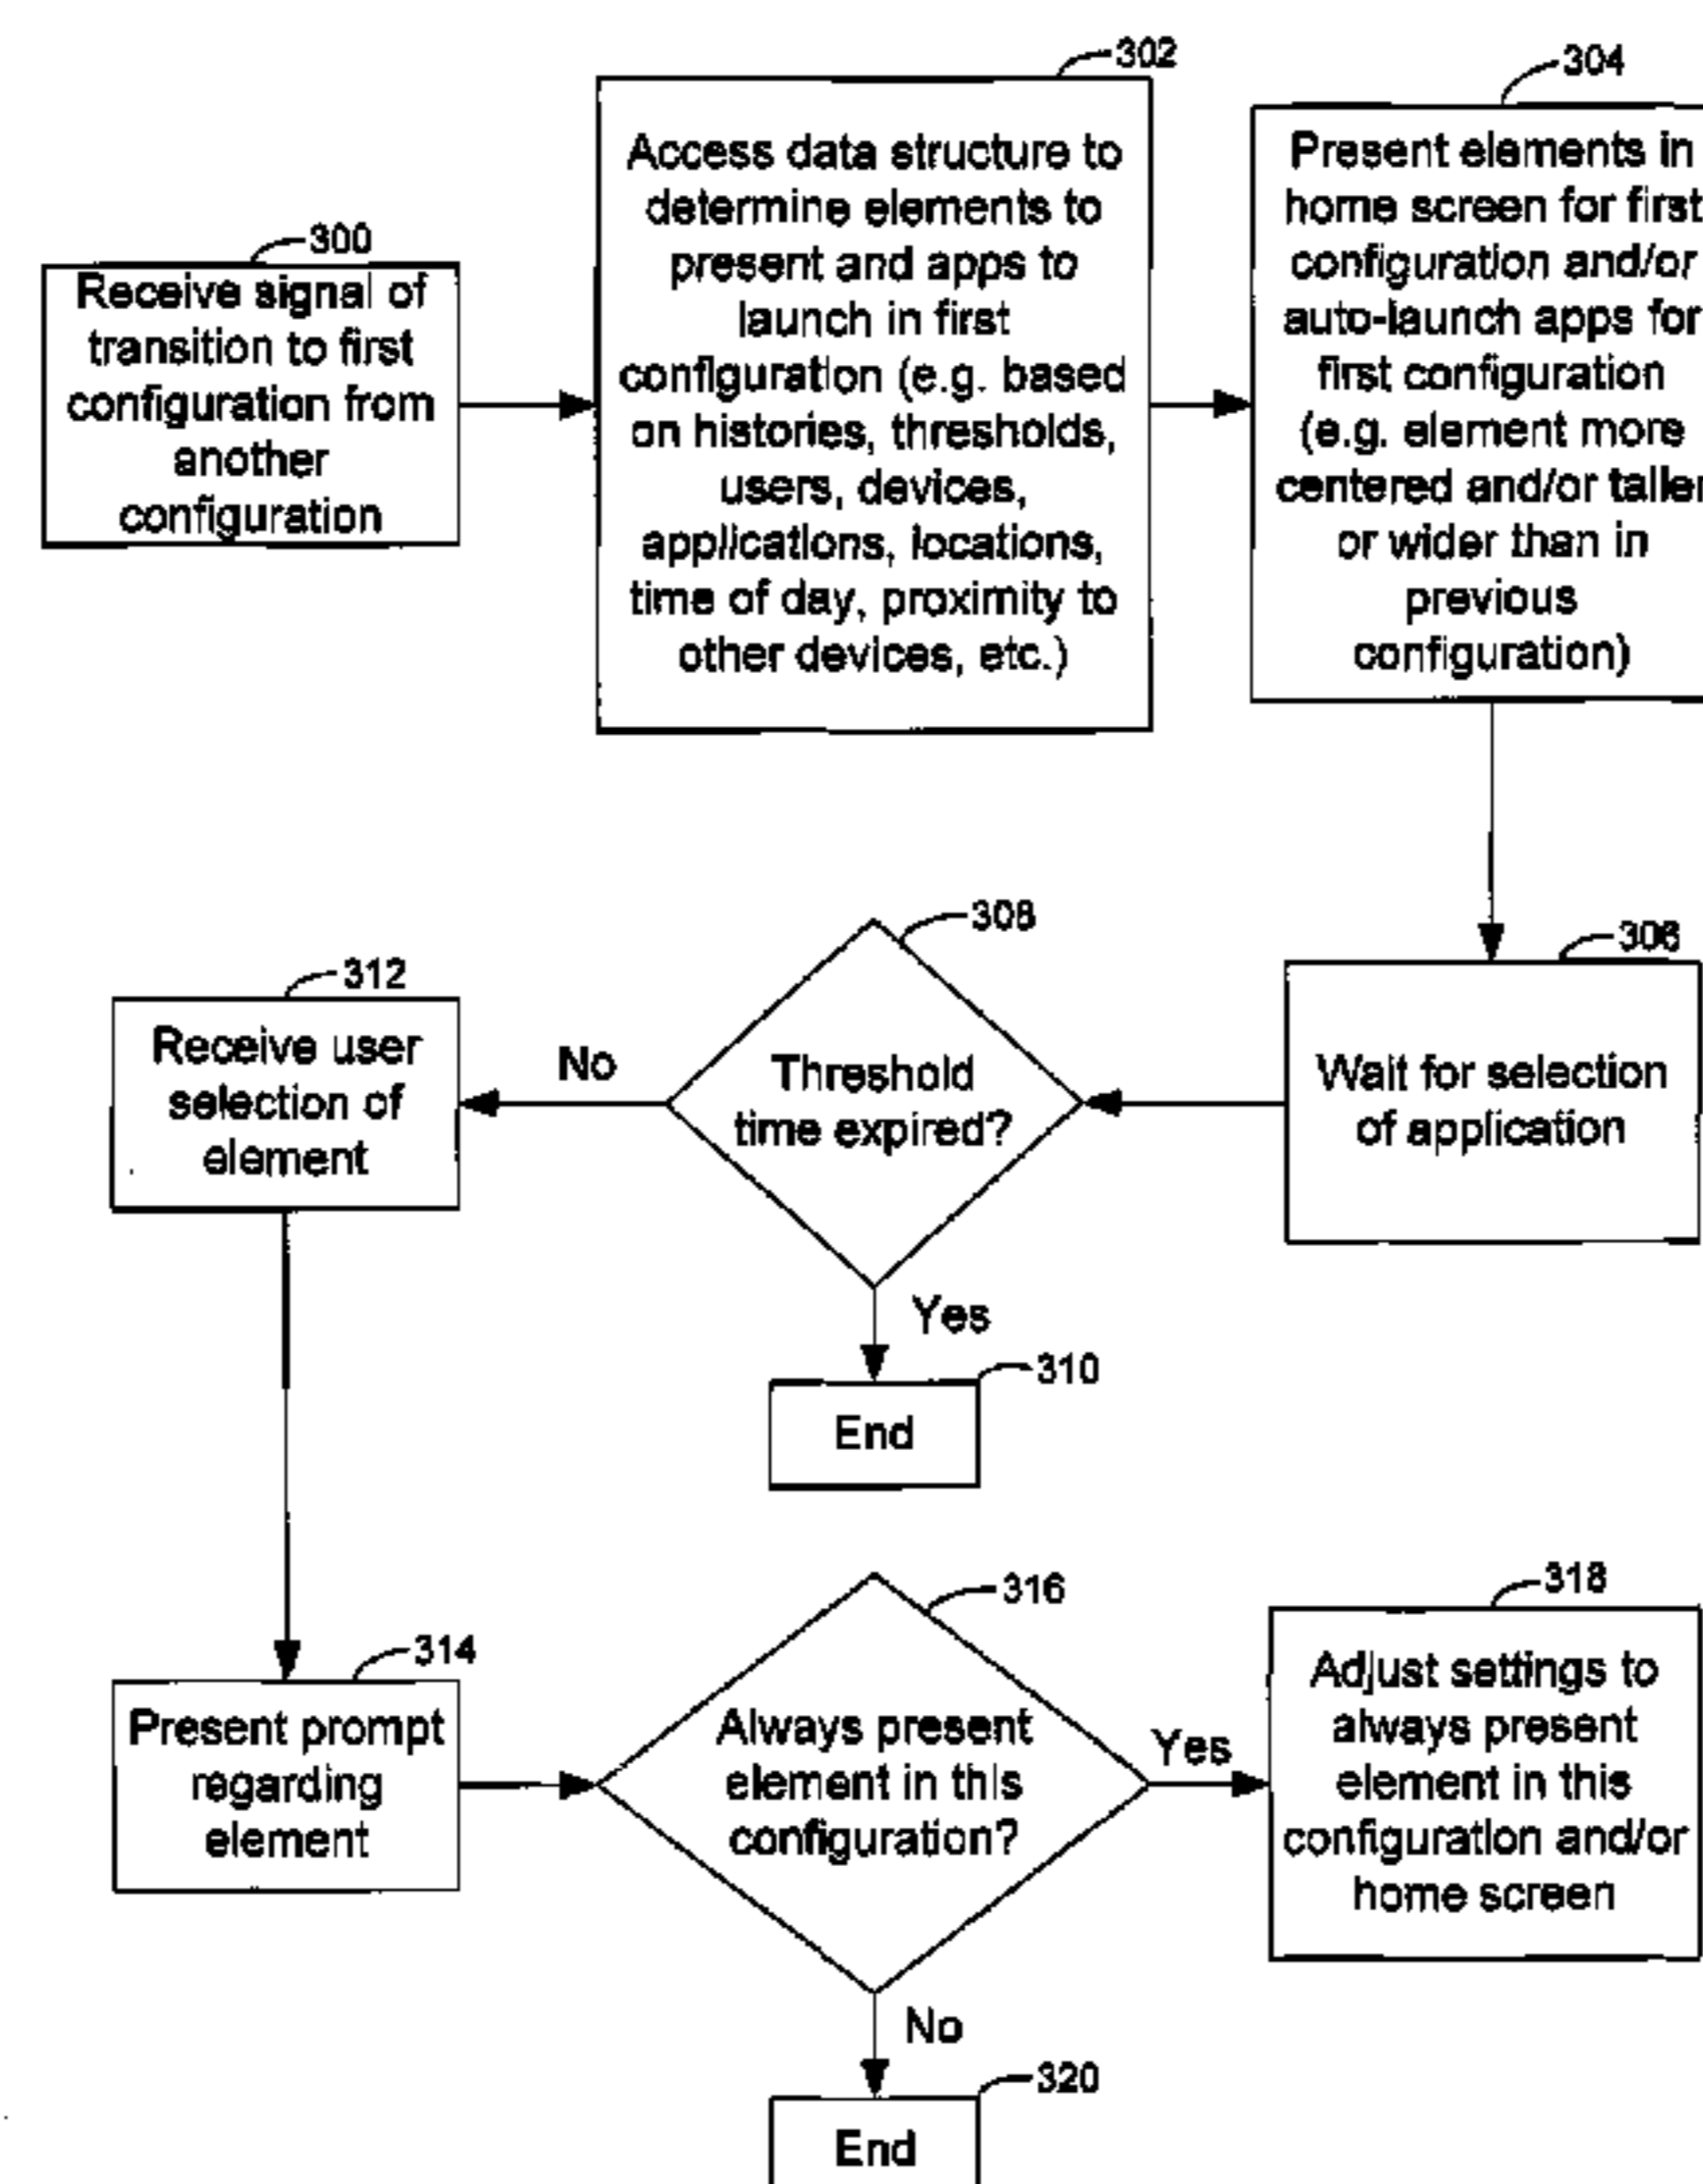 300
Receive signal of
transition to first
configuration from
another
configuration
302
Access data structure to
determine elements to
present and apps to
launch in first
configuration (e.g. based
on histories, thresholds,
users, devices,
applications, locations,
time of day, proximity to
other devices, etc.)
304
Present elements in
home screen for first
configuration and/or
auto-launch apps for
first configuration
(e.g. element more
centered and/or taller
or wider than in
previous
configuration)
306
Wait for selection
of application
308
Threshold
time expired?
No
Yes
310
End
312
Receive user
selection of
element
314
Present prompt
regarding
element
316
Always present
element in this
configuration?
Yes
No
318
Adjust settings to
always present
element in this
configuration and/or
home screen
320
End